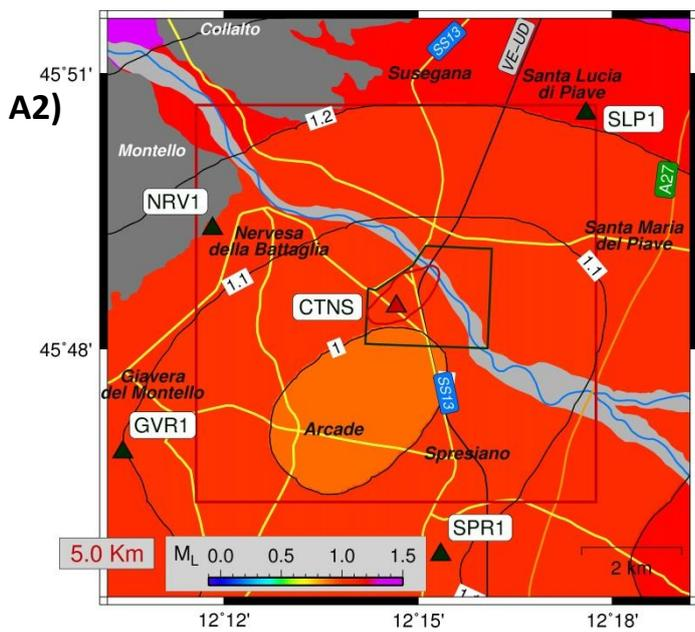 A2)
Collalto
SS13
VE-UD
45°51'
Susegana
Santa Lucia
di Piave
SLP1
1.2
Montello
A27
NRV1
Nervesa
della Battaglia
Santa Maria
del Piave
1.1
1.1
CTNS
45°48'
1
Giavera
del Montello
SS13
GVR1
Arcade
Spresiano
SPR1
5.0 Km
ML 0.0 0.5 1.0 1.5
2 km
12°12'
12°15'
12°18'